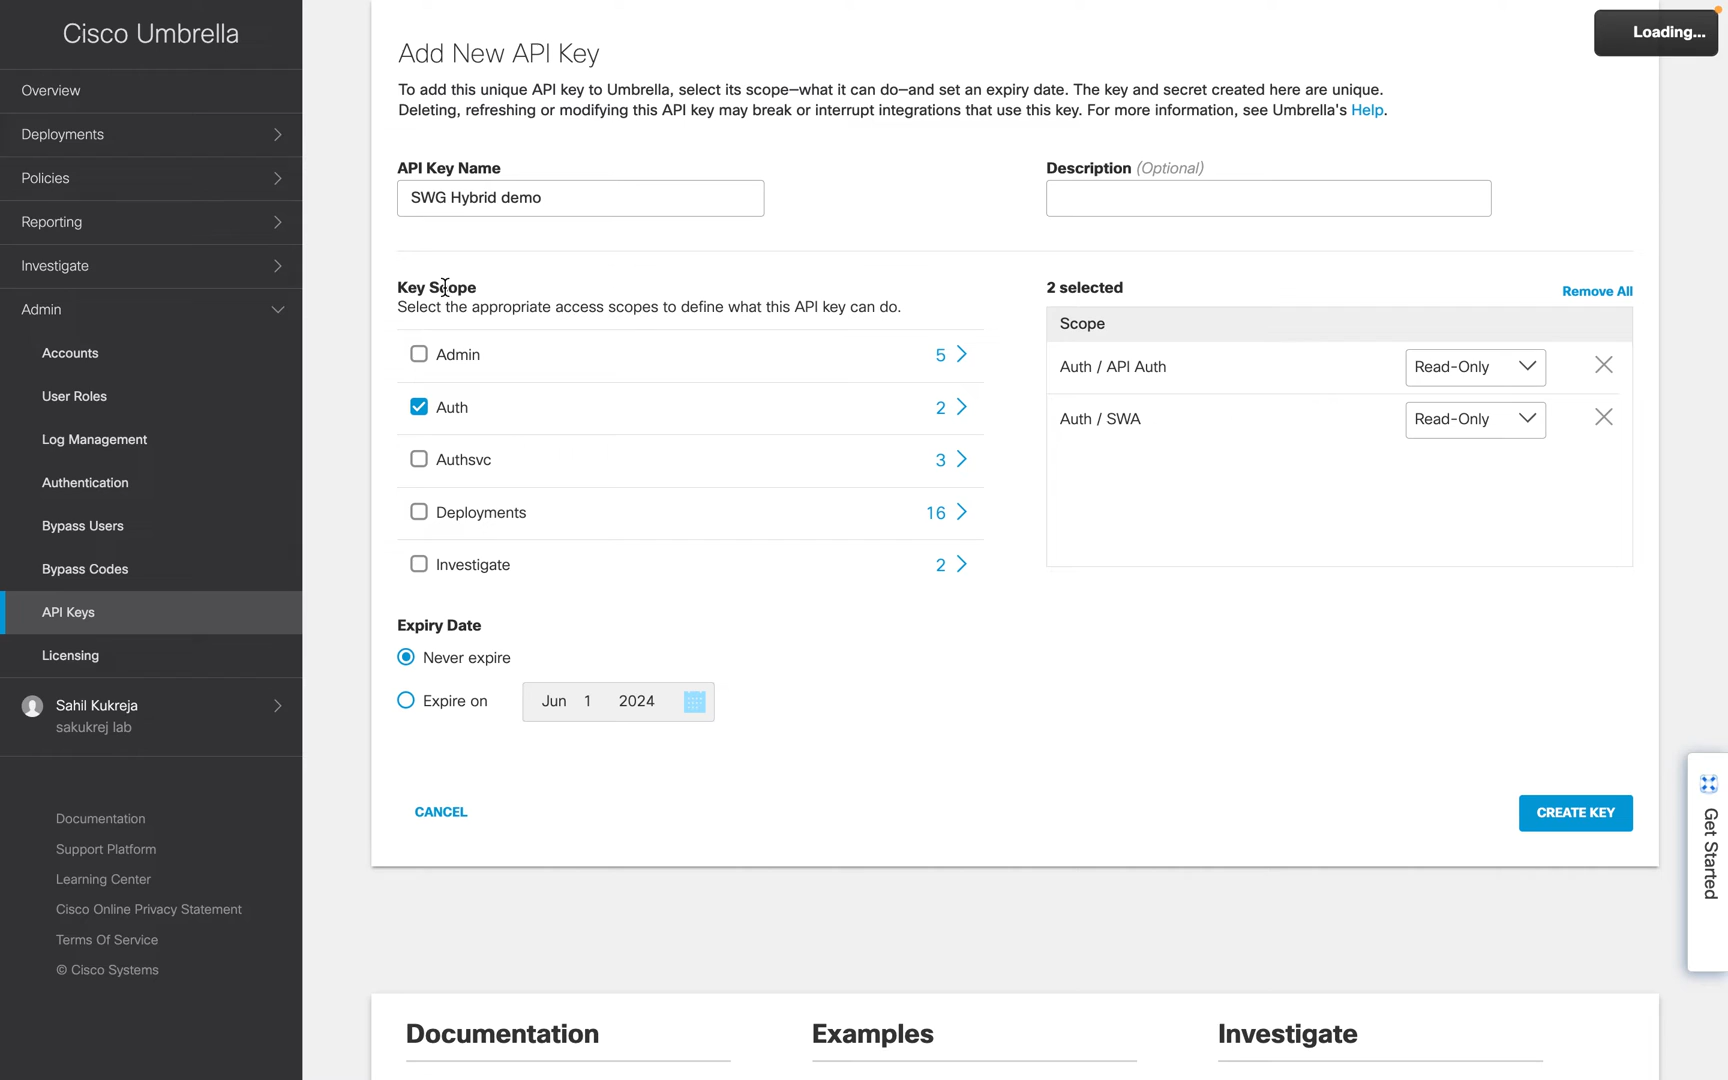 Cisco Umbrella
Overview
Deployments
Policies
Reporting
Investigate
Admin
Accounts
User Roles
Log Management
Authentication
Bypass Users
Bypass Codes
API Keys
Licensing
Sahil Kukreja
sakukrej lab
Documentation
Support Platform
Learning Center
Cisco Online Privacy Statement
Terms Of Service
© Cisco Systems
Loading...
Add New API Key
To add this unique API key to Umbrella, select its scope—what it can do—and set an expiry date. The key and secret created here are unique.
Deleting, refreshing or modifying this API key may break or interrupt integrations that use this key. For more information, see Umbrella's Help.
API Key Name
SWG Hybrid demo
Description (Optional)
Key Scope
Select the appropriate access scopes to define what this API key can do.
Admin 5
Auth 2
Authsvc 3
Deployments 16
Investigate 2
2 selected
Remove All
Scope
Auth / API Auth Read-Only
Auth / SWA Read-Only
Expiry Date
Never expire
Expire on Jun 1 2024
CANCEL
CREATE KEY
Get Started
Documentation
Examples
Investigate